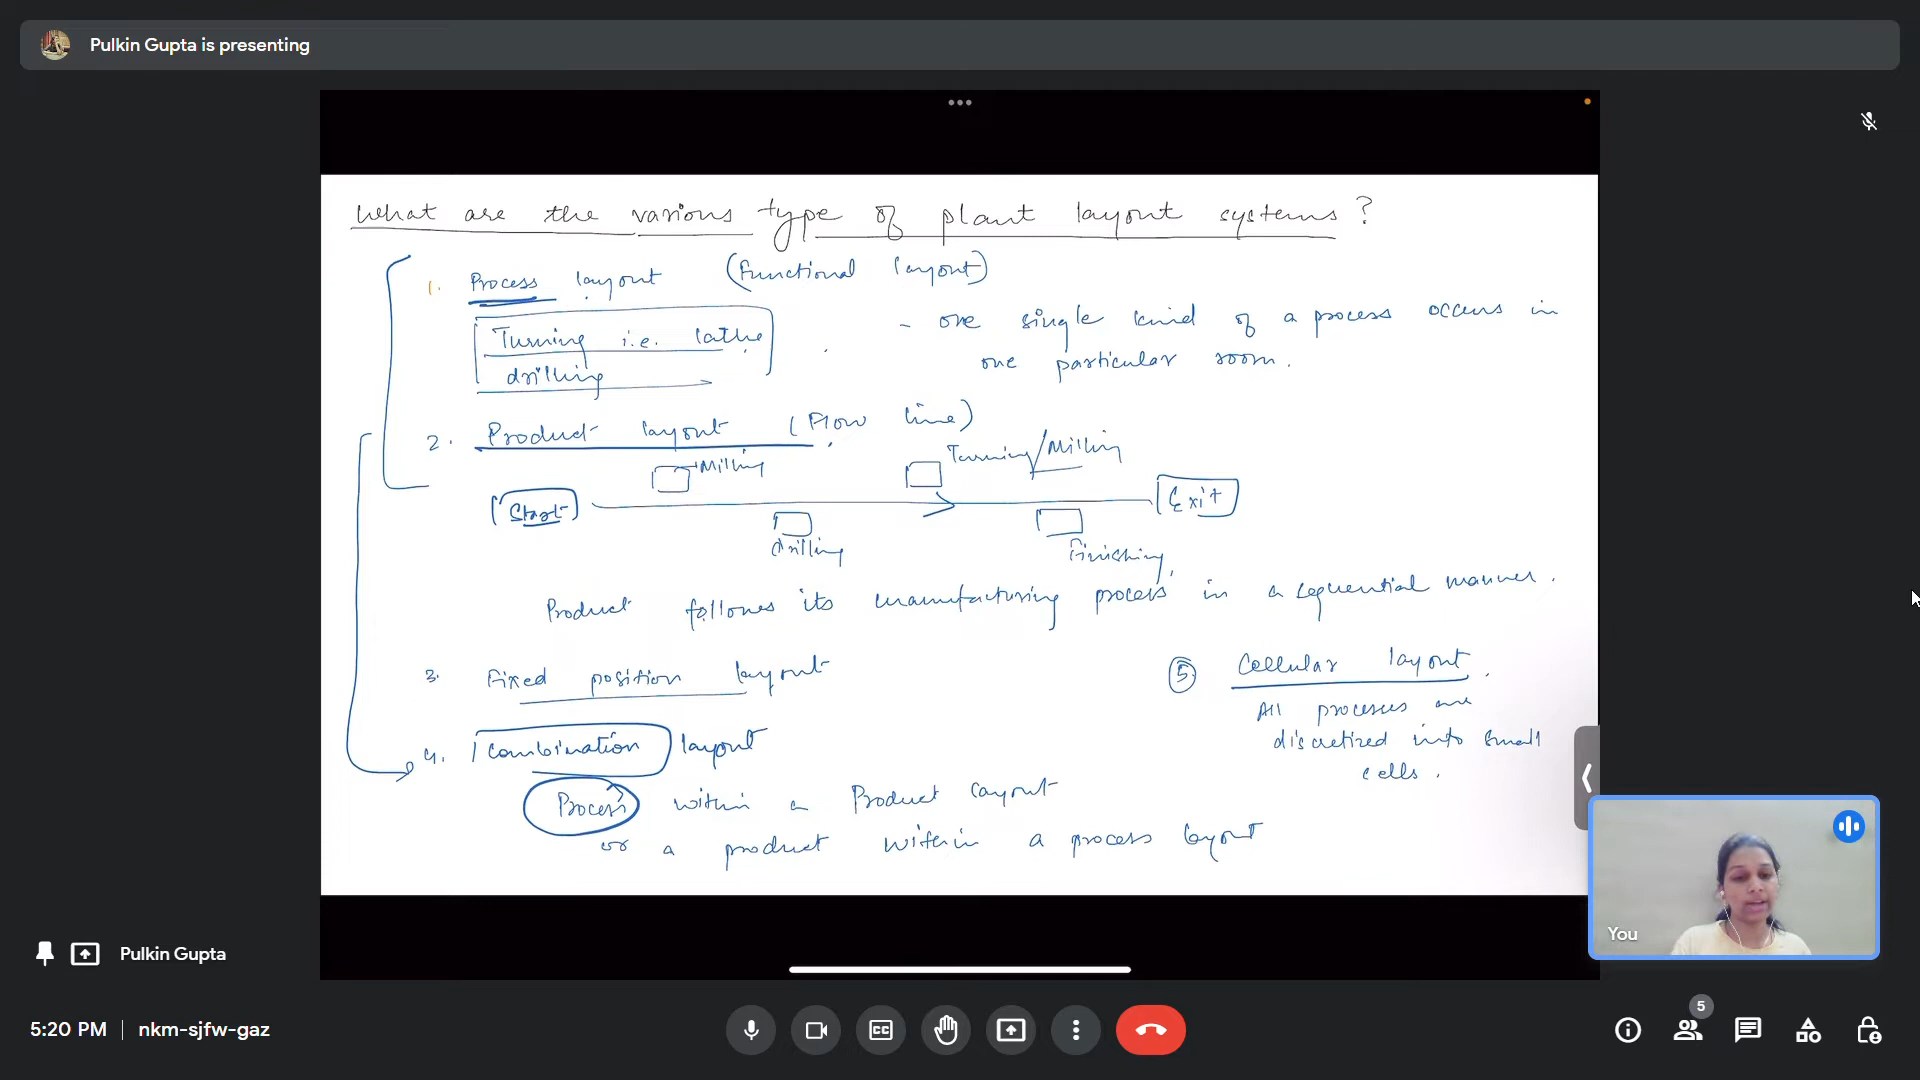 Pulkin Gupta is presenting
What are the various type of plant layout systems ?
1. Process layout (Functional layout)
Turning i.e. lathe
drilling
- one single kind of a process occurs in
one particular room.
2. Product layout (Flow line)
Milling
Turning/Milling
Start
Exit
drilling
Finishing
Product follows its manufacturing process in a sequential manner.
3. Fixed position layout
4. Combination layout
Process within a Product layout
or a product within a process layout
5 Cellular layout.
All processes are
discretized into small
cells.
You
Pulkin Gupta
5:20 PM | nkm-sjfw-gaz
CC
5